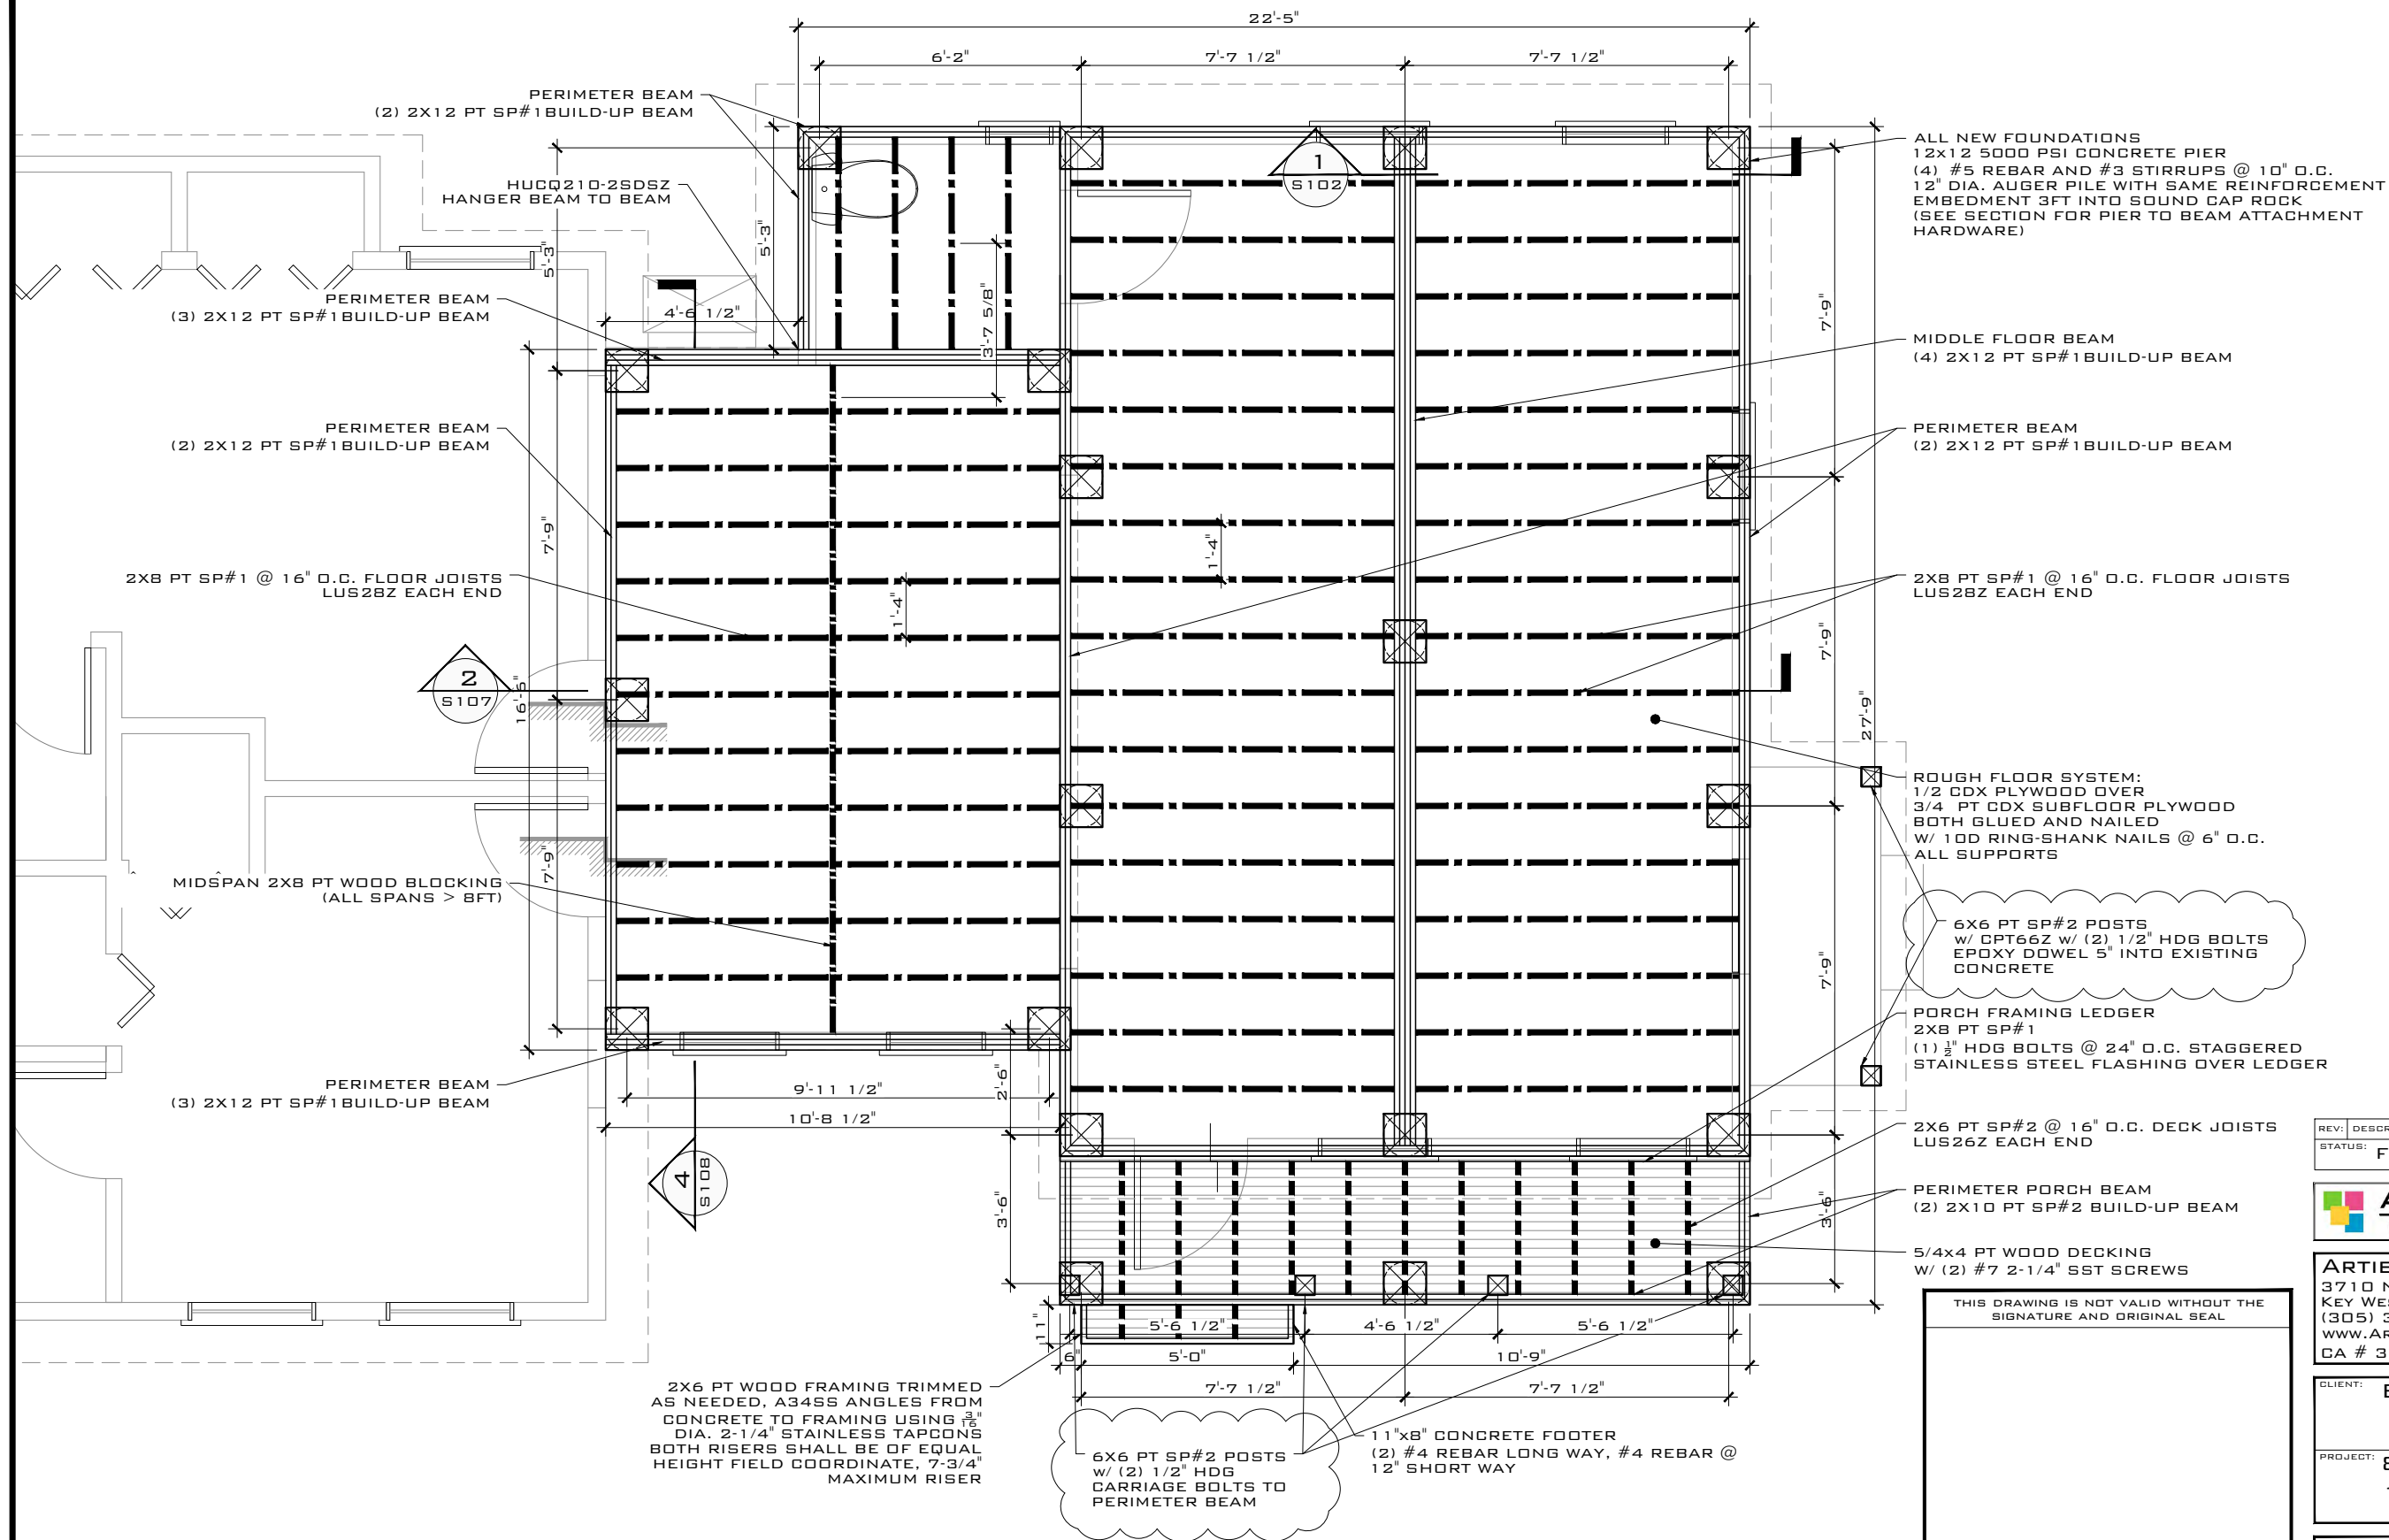 22'-5"
6'-2"
7'-7 1/2"
7'-7 1/2"
PERIMETER BEAM
(2) 2X12 PT SP#1BUILD-UP BEAM
HUCQ210-2SDSZ
HANGER BEAM TO BEAM
5'-3"
5'-3"
PERIMETER BEAM
(3) 2X12 PT SP#1BUILD-UP BEAM
4'-6 1/2"
3'-7 5/8"
1
S102
ALL NEW FOUNDATIONS
12x12 5000 PSI CONCRETE PIER
(4) #5 REBAR AND #3 STIRRUPS @ 10" O.C.
12" DIA. AUGER PILE WITH SAME REINFORCEMENT
EMBEDMENT 3FT INTO SOUND CAP ROCK
(SEE SECTION FOR PIER TO BEAM ATTACHMENT
HARDWARE)
7'-9"
MIDDLE FLOOR BEAM
(4) 2X12 PT SP#1BUILD-UP BEAM
PERIMETER BEAM
(2) 2X12 PT SP#1BUILD-UP BEAM
PERIMETER BEAM
(2) 2X12 PT SP#1BUILD-UP BEAM
7'-9"
2X8 PT SP#1 @ 16" O.C. FLOOR JOISTS
LUS28Z EACH END
1'-4"
1'-4"
2X8 PT SP#1 @ 16" O.C. FLOOR JOISTS
LUS28Z EACH END
7'-9"
2
S107
16'-6"
27'-9"
ROUGH FLOOR SYSTEM:
1/2 CDX PLYWOOD OVER
3/4 PT CDX SUBFLOOR PLYWOOD
BOTH GLUED AND NAILED
W/ 10D RING-SHANK NAILS @ 6" O.C.
ALL SUPPORTS
MIDSPAN 2X8 PT WOOD BLOCKING
(ALL SPANS > 8FT)
7'-9"
7'-9"
6X6 PT SP#2 POSTS
w/ CPT66Z w/ (2) 1/2" HDG BOLTS
EPOXY DOWEL 5" INTO EXISTING
CONCRETE
PORCH FRAMING LEDGER
2X8 PT SP#1
(1) 1/2" HDG BOLTS @ 24" O.C. STAGGERED
STAINLESS STEEL FLASHING OVER LEDGER
PERIMETER BEAM
(3) 2X12 PT SP#1BUILD-UP BEAM
9'-11 1/2"
10'-8 1/2"
2'-6"
2X6 PT SP#2 @ 16" O.C. DECK JOISTS
LUS26Z EACH END
4
S108
3'-6"
3'-6"
PERIMETER PORCH BEAM
(2) 2X10 PT SP#2 BUILD-UP BEAM
5/4x4 PT WOOD DECKING
W/ (2) #7 2-1/4" SST SCREWS
11"
5'-6 1/2"
4'-6 1/2"
5'-6 1/2"
6"
5'-0"
10'-9"
7'-7 1/2"
7'-7 1/2"
2X6 PT WOOD FRAMING TRIMMED
AS NEEDED, A34SS ANGLES FROM
CONCRETE TO FRAMING USING 3/16"
DIA. 2-1/4" STAINLESS TAPCONS
BOTH RISERS SHALL BE OF EQUAL
HEIGHT FIELD COORDINATE, 7-3/4"
MAXIMUM RISER
6X6 PT SP#2 POSTS
w/ (2) 1/2" HDG
CARRIAGE BOLTS TO
PERIMETER BEAM
11"x8" CONCRETE FOOTER
(2) #4 REBAR LONG WAY, #4 REBAR @
12" SHORT WAY
THIS DRAWING IS NOT VALID WITHOUT THE
SIGNATURE AND ORIGINAL SEAL
REV: DESCR
STATUS: F
A
ARTIB
3710 N
KEY WES
(305) 3
WWW.AR
CA # 3
CLIENT:
PROJECT: 8